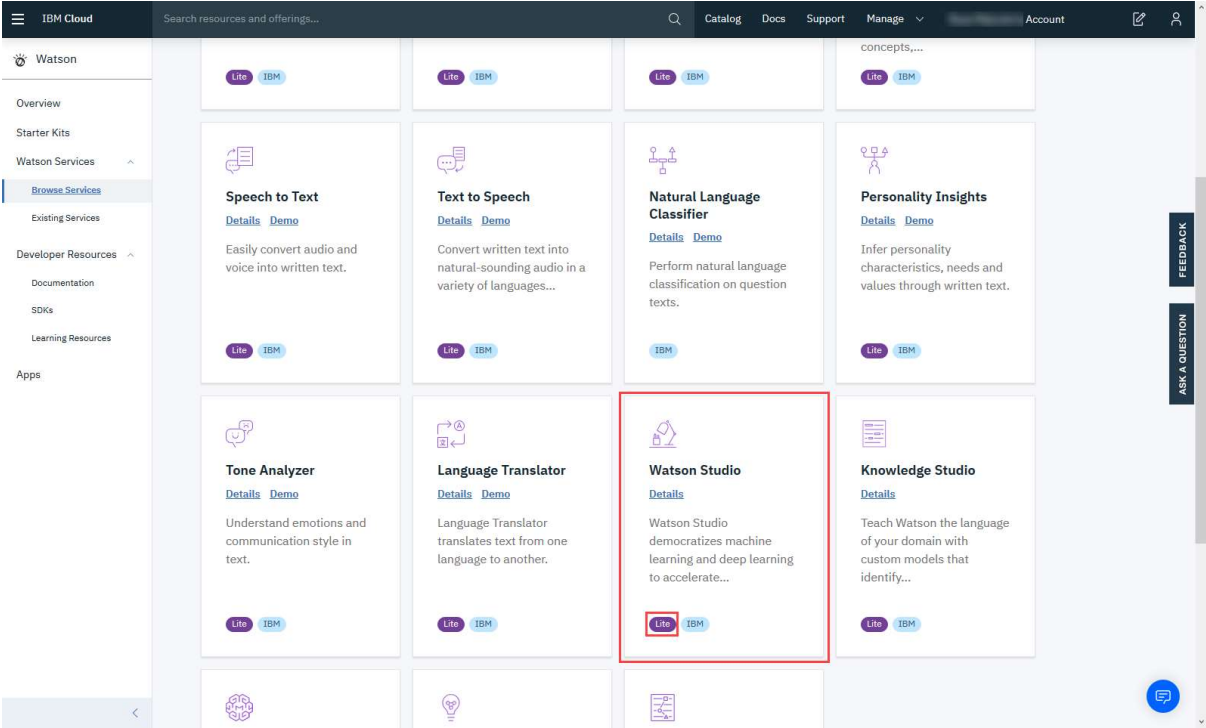 IBM Cloud
Search resources and offerings...
Catalog
Docs
Support
Manage
Account
Watson
Overview
Starter Kits
Watson Services
Browse Services
Existing Services
Developer Resources
Documentation
SDKs
Learning Resources
Apps
concepts,...
Lite IBM
Lite IBM
Lite IBM
Lite IBM
Speech to Text
Details Demo
Easily convert audio and
voice into written text.
Lite IBM
Text to Speech
Details Demo
Convert written text into
natural-sounding audio in a
variety of languages...
Lite IBM
Natural Language
Classifier
Details Demo
Perform natural language
classification on question
texts.
IBM
Personality Insights
Details Demo
Infer personality
characteristics, needs and
values through written text.
Lite IBM
Tone Analyzer
Details Demo
Understand emotions and
communication style in
text.
Lite IBM
Language Translator
Details Demo
Language Translator
translates text from one
language to another.
Lite IBM
Watson Studio
Details
Watson Studio
democratizes machine
learning and deep learning
to accelerate...
Lite IBM
Knowledge Studio
Details
Teach Watson the language
of your domain with
custom models that
identify...
Lite IBM
FEEDBACK
ASK A QUESTION